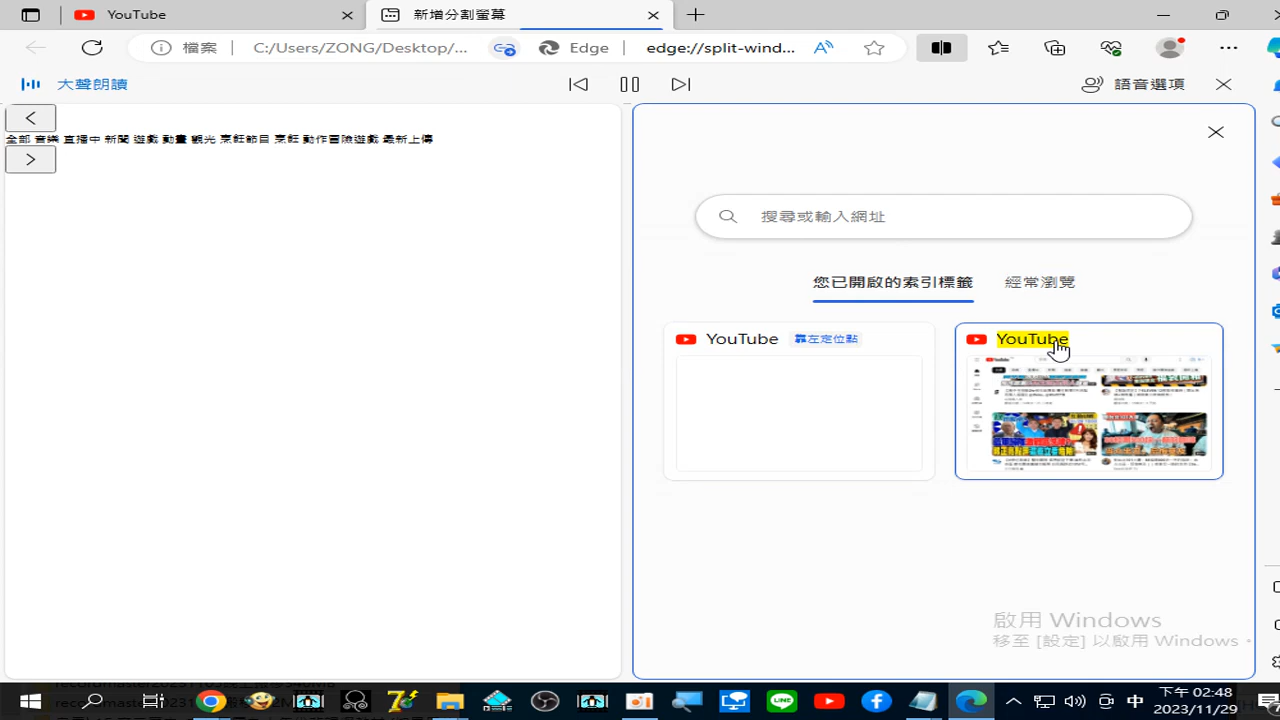 YouTube
新增分割螢幕
檔案
C:/Users/ZONG/Desktop/...
Edge
edge://split-wind...
大聲朗讀
語音選項
<
全部 音樂 直播中 新聞 遊戲 動畫 觀光 烹飪節目 烹飪 動作冒險遊戲 最新上傳
>
搜尋或輸入網址
您已開啟的索引標籤
經常瀏覽
YouTube 靠左定位點
YouTube
啟用 Windows
移至 [設定] 以啟用 Windows。
中
下午 02:48
2023/11/29